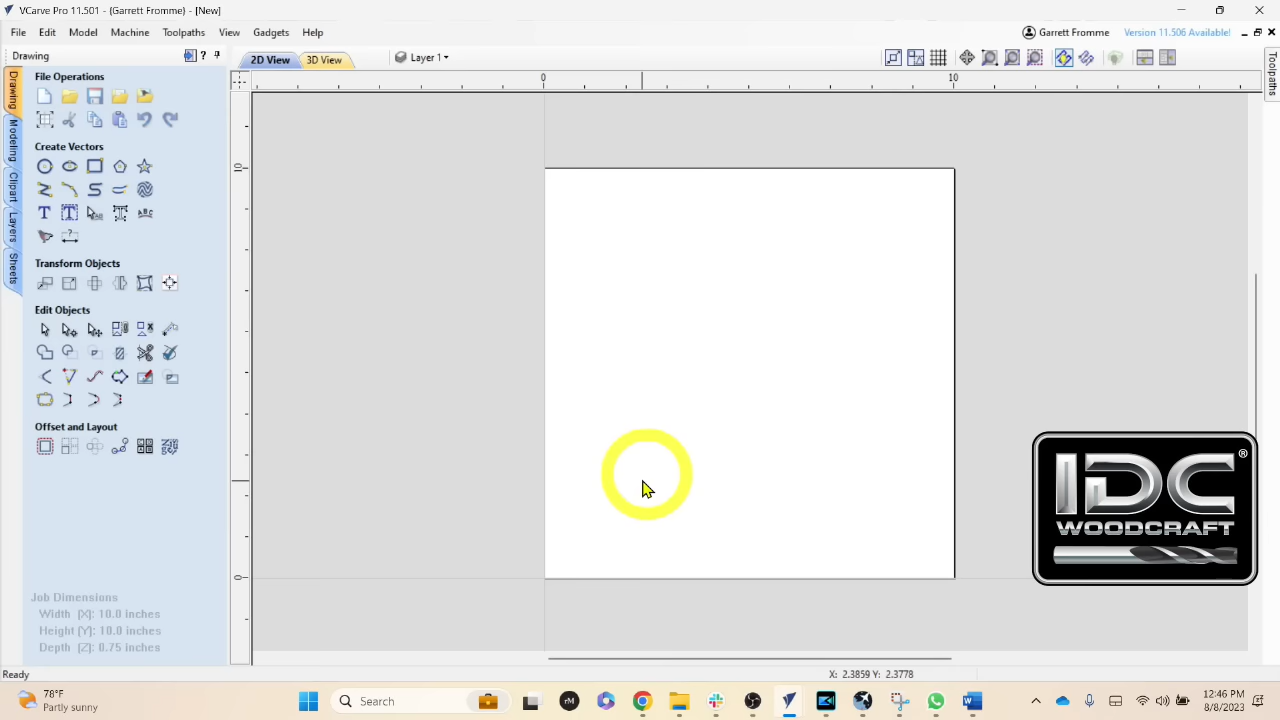 VCarve Pro 11.501 - {Garrett Fromme} - [New]
File Edit Model Machine Toolpaths View Gadgets Help
Garrett Fromme Version 11.506 Available!
Drawing
2D View 3D View Layer 1
Drawing
Modeling
Clipart
Layers
Sheets
Toolpaths
File Operations
Create Vectors
Transform Objects
Edit Objects
Offset and Layout
0 10
10
0
Job Dimensions
Width (X): 10.0 inches
Height (Y): 10.0 inches
Depth (Z): 0.75 inches
IDC®
WOODCRAFT
Ready
X: 2.3859 Y: 2.3778
78°F
Partly sunny
Search
12:46 PM
8/8/2023